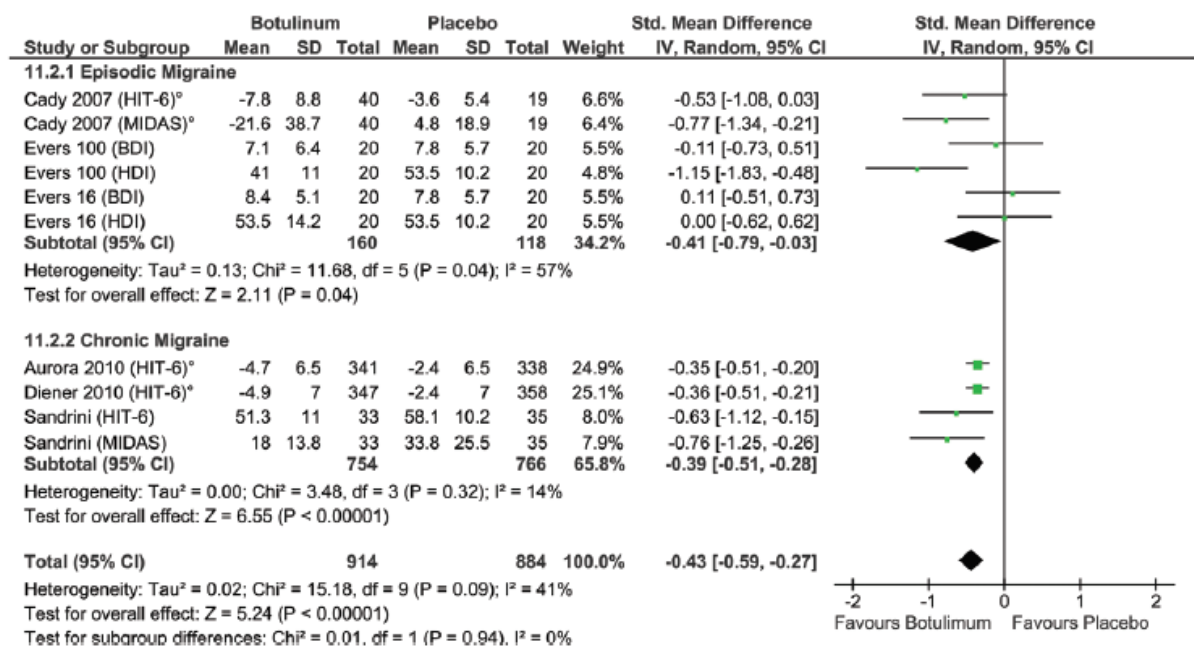 Botulinum Placebo Std. Mean Difference Std. Mean Difference
Study or Subgroup Mean SD Total Mean SD Total Weight IV, Random, 95% CI IV, Random, 95% CI
11.2.1 Episodic Migraine
Cady 2007 (HIT-6)° -7.8 8.8 40 -3.6 5.4 19 6.6% -0.53 [-1.08, 0.03]
Cady 2007 (MIDAS)° -21.6 38.7 40 4.8 18.9 19 6.4% -0.77 [-1.34, -0.21]
Evers 100 (BDI) 7.1 6.4 20 7.8 5.7 20 5.5% -0.11 [-0.73, 0.51]
Evers 100 (HDI) 41 11 20 53.5 10.2 20 4.8% -1.15 [-1.83, -0.48]
Evers 16 (BDI) 8.4 5.1 20 7.8 5.7 20 5.5% 0.11 [-0.51, 0.73]
Evers 16 (HDI) 53.5 14.2 20 53.5 10.2 20 5.5% 0.00 [-0.62, 0.62]
Subtotal (95% CI) 160 118 34.2% -0.41 [-0.79, -0.03]
Heterogeneity: Tau² = 0.13; Chi² = 11.68, df = 5 (P = 0.04); I² = 57%
Test for overall effect: Z = 2.11 (P = 0.04)
11.2.2 Chronic Migraine
Aurora 2010 (HIT-6)° -4.7 6.5 341 -2.4 6.5 338 24.9% -0.35 [-0.51, -0.20]
Diener 2010 (HIT-6)° -4.9 7 347 -2.4 7 358 25.1% -0.36 [-0.51, -0.21]
Sandrini (HIT-6) 51.3 11 33 58.1 10.2 35 8.0% -0.63 [-1.12, -0.15]
Sandrini (MIDAS) 18 13.8 33 33.8 25.5 35 7.9% -0.76 [-1.25, -0.26]
Subtotal (95% CI) 754 766 65.8% -0.39 [-0.51, -0.28]
Heterogeneity: Tau² = 0.00; Chi² = 3.48, df = 3 (P = 0.32); I² = 14%
Test for overall effect: Z = 6.55 (P < 0.00001)
Total (95% CI) 914 884 100.0% -0.43 [-0.59, -0.27]
Heterogeneity: Tau² = 0.02; Chi² = 15.18, df = 9 (P = 0.09); I² = 41%
Test for overall effect: Z = 5.24 (P < 0.00001)
Test for subgroup differences: Chi² = 0.01, df = 1 (P = 0.94), I² = 0%
-2 -1 0 1 2
Favours Botulimum Favours Placebo